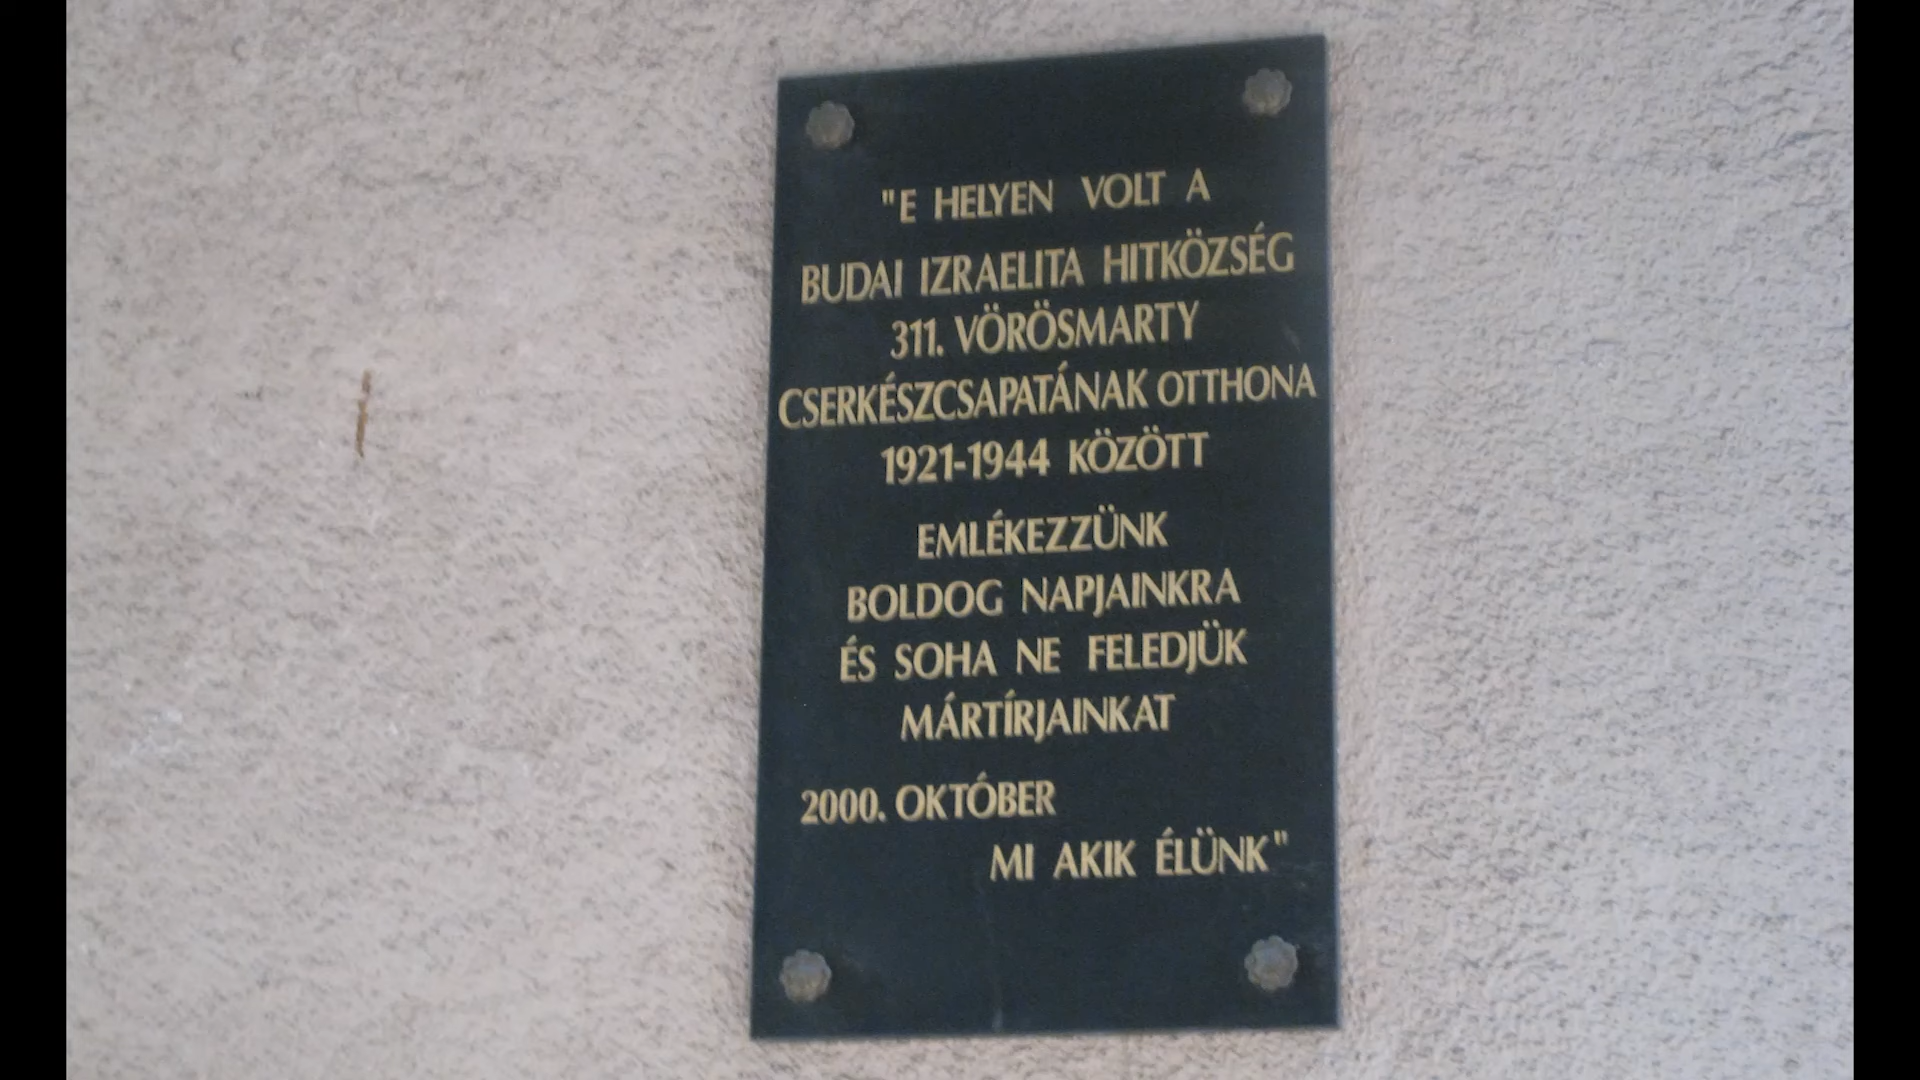 "E HELYEN VOLT A
BUDAI IZRAELITA HITKÖZSÉG
311. VÖRÖSMARTY
CSERKÉSZCSAPATÁNAK OTTHONA
1921-1944 KÖZÖTT
EMLÉKEZZÜNK
BOLDOG NAPJAINKRA
ÉS SOHA NE FELEDJÜK
MÁRTÍRJAINKAT
2000. OKTÓBER
MI AKIK ÉLÜNK"